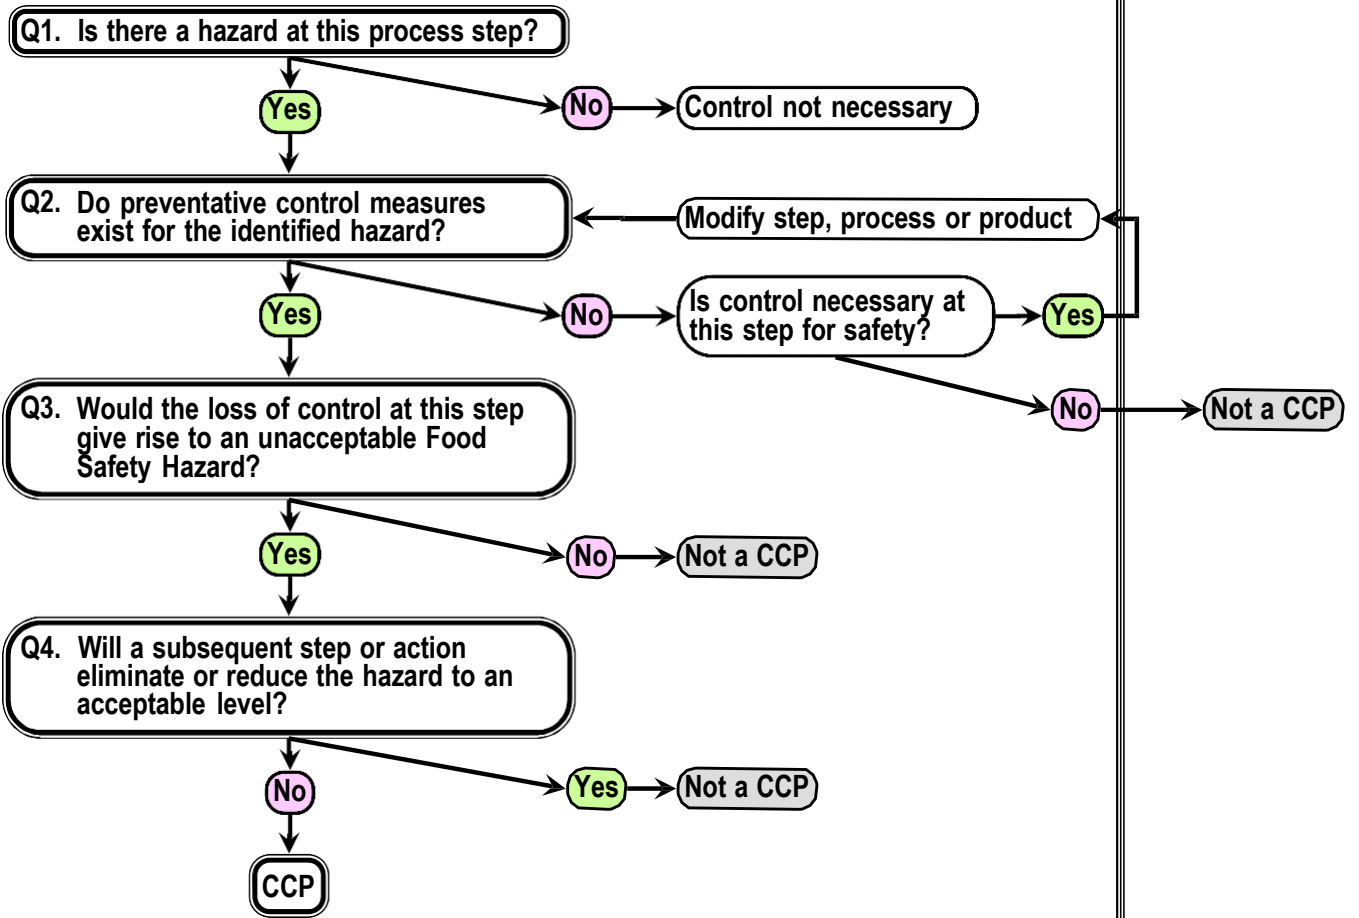 Q1. Is there a hazard at this process step?
Yes
No
Control not necessary
Q2. Do preventative control measures
exist for the identified hazard?
Modify step, process or product
Yes
No
Is control necessary at
this step for safety?
Yes
No
Not a CCP
Q3. Would the loss of control at this step
give rise to an unacceptable Food
Safety Hazard?
Yes
No
Not a CCP
Q4. Will a subsequent step or action
eliminate or reduce the hazard to an
acceptable level?
No
Yes
Not a CCP
CCP